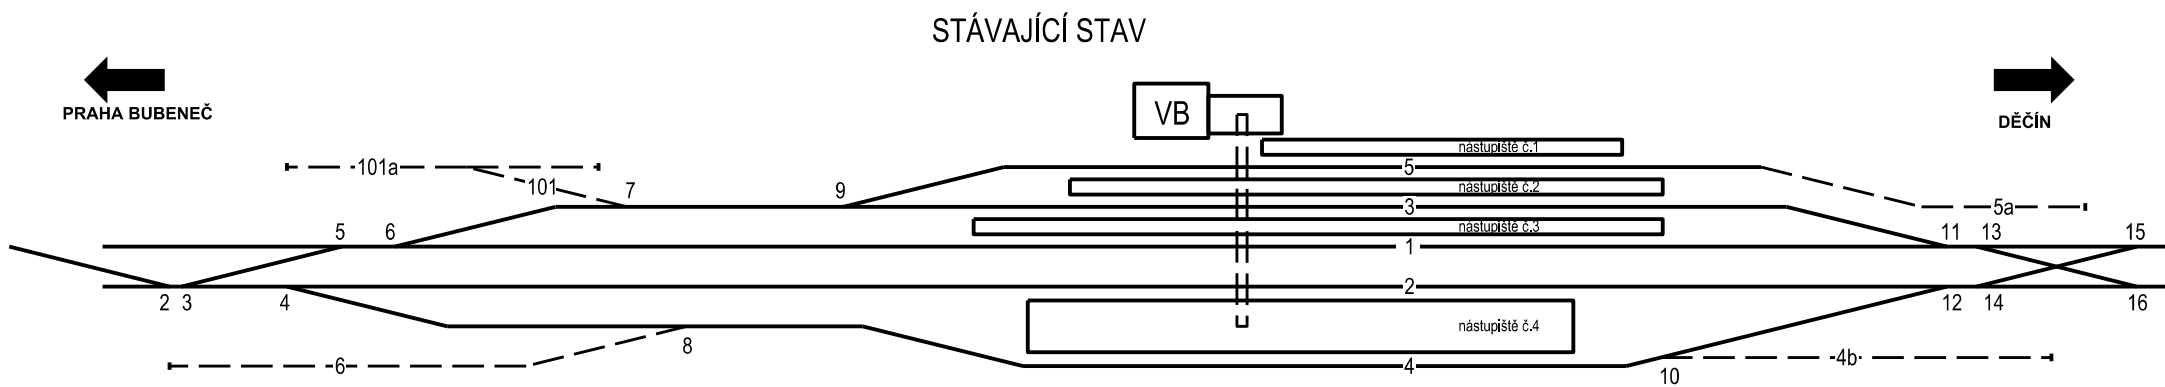 STÁVAJÍCÍ STAV
PRAHA BUBENEČ
VB
DĚČÍN
nástupiště č.1
101a
5
101
7
9
nástupiště č.2
3
5a
nástupiště č.3
5
6
1
11
13
15
2
3
4
2
12
14
16
nástupiště č.4
8
6
4
10
4b